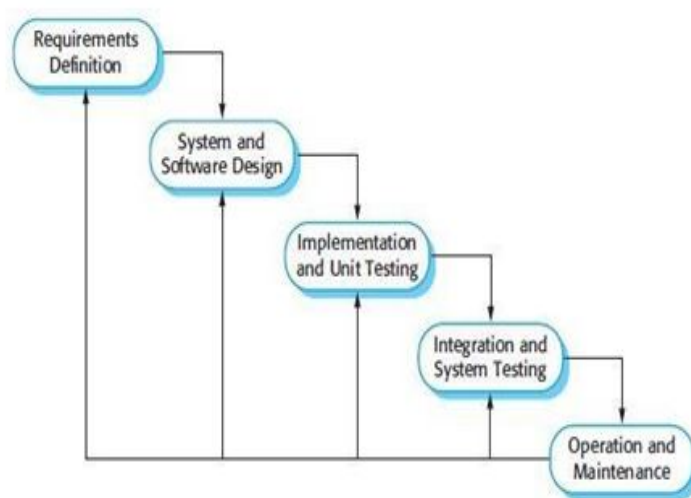 Requirements
Definition
System and
Software Design
Implementation
and Unit Testing
Integration and
System Testing
Operation and
Maintenance